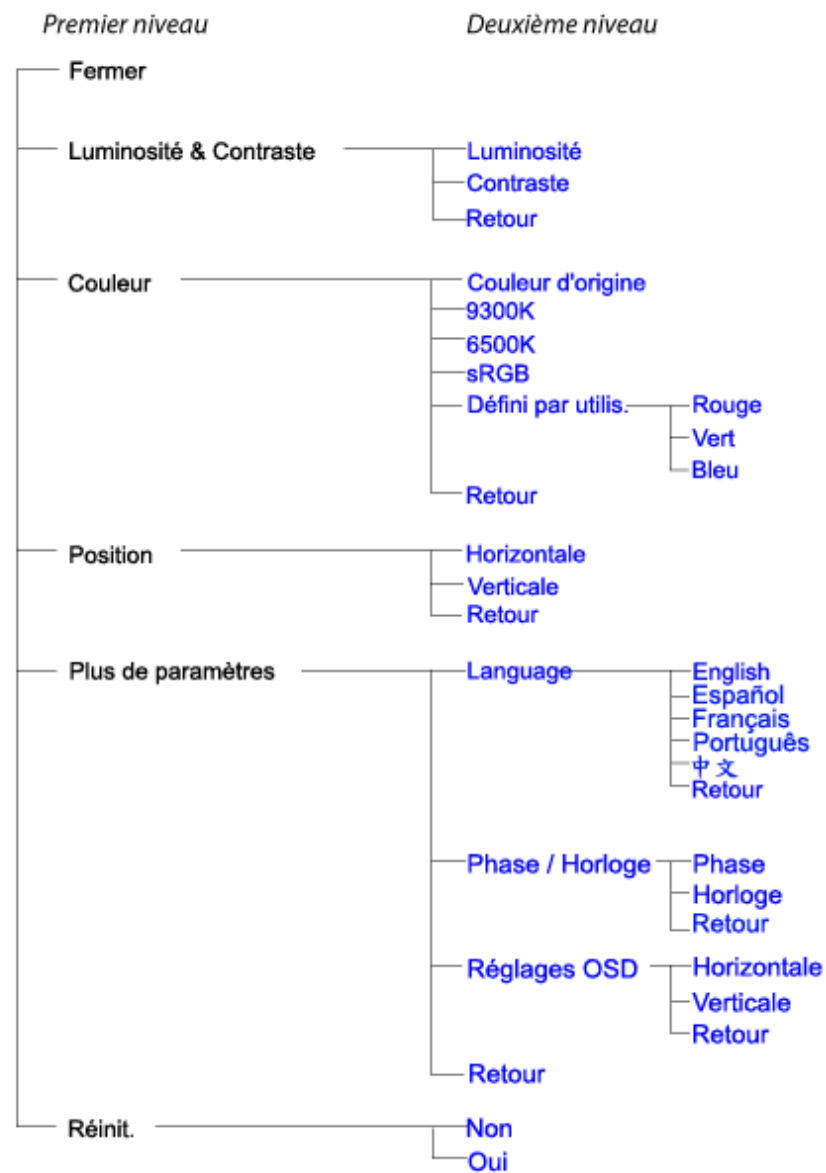 Premier niveau Deuxième niveau
Fermer
Luminosité & Contraste Luminosité
Contraste
Retour
Couleur Couleur d'origine
9300K
6500K
sRGB
Défini par utilis. Rouge
Vert
Bleu
Retour
Position Horizontale
Verticale
Retour
Plus de paramètres Language English
Español
Français
Português
中文
Retour
Phase / Horloge Phase
Horloge
Retour
Réglages OSD Horizontale
Verticale
Retour
Retour
Réinit. Non
Oui